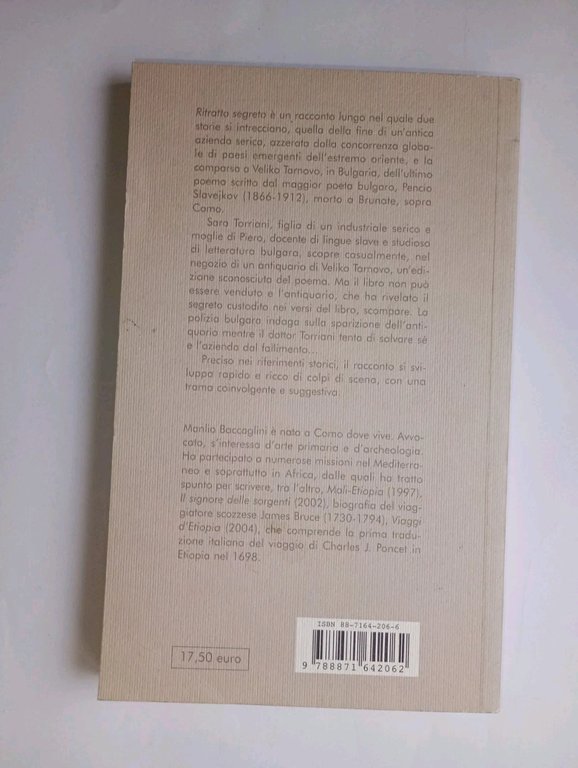 Ritratto segreto è un racconto lungo nel quale due
storie si intrecciano, quella della fine di un'antica
azienda serica, azzerata dalla concorrenza globa-
le di paesi emergenti dell'estremo oriente, e la
comparsa a Veliko Tarnovo, in Bulgaria, dell'ultimo
poema scritto dal maggior poeta bulgaro, Pencio
Slavejkov (1866-1912), morto a Brunate, sopra
Como.
Sara Torriani, figlia di un industriale serico e
moglie di Piero, docente di lingue slave e studioso
di letteratura bulgara, scopre casualmente, nel
negozio di un antiquario di Veliko Tarnovo, un'edi-
zione sconosciuta del poema. Ma il libro non può
essere venduto e l'antiquario, che ha rivelato il
segreto custodito nei versi del libro, scompare. La
polizia bulgara indaga sulla sparizione dell'anti-
quario mentre il dottor Torriani tenta di salvare sé
e l'azienda dal fallimento...
Preciso nei riferimenti storici, il racconto si svi-
luppa rapido e ricco di colpi di scena, con una
trama coinvolgente e suggestiva.
Manlio Baccaglini è nato a Como dove vive. Avvo-
cato, s'interessa d'arte primaria e d'archeologia.
Ha partecipato a numerose missioni nel Mediterra-
neo e soprattutto in Africa, dalle quali ha tratto
spunto per scrivere, tra l'altro, Mali-Etiopia (1997),
Il signore delle sorgenti (2002), biografia del viag-
giatore scozzese James Bruce (1730-1794), Viaggi
d'Etiopia (2004), che comprende la prima tradu-
zione italiana del viaggio di Charles J. Poncet in
Etiopia nel 1698.
ISBN 88-7164-206-6
9 788871 642062
17,50 euro